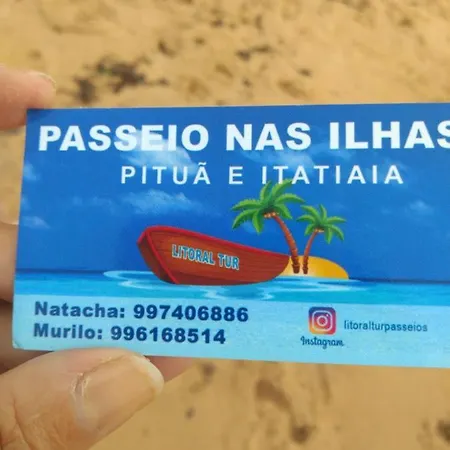 PASSEIO NAS ILHAS
PITUÃ E ITATIAIA
LITORAL TUR
Natacha: 997406886
Murilo: 996168514
Instagram
litoralturpasseios